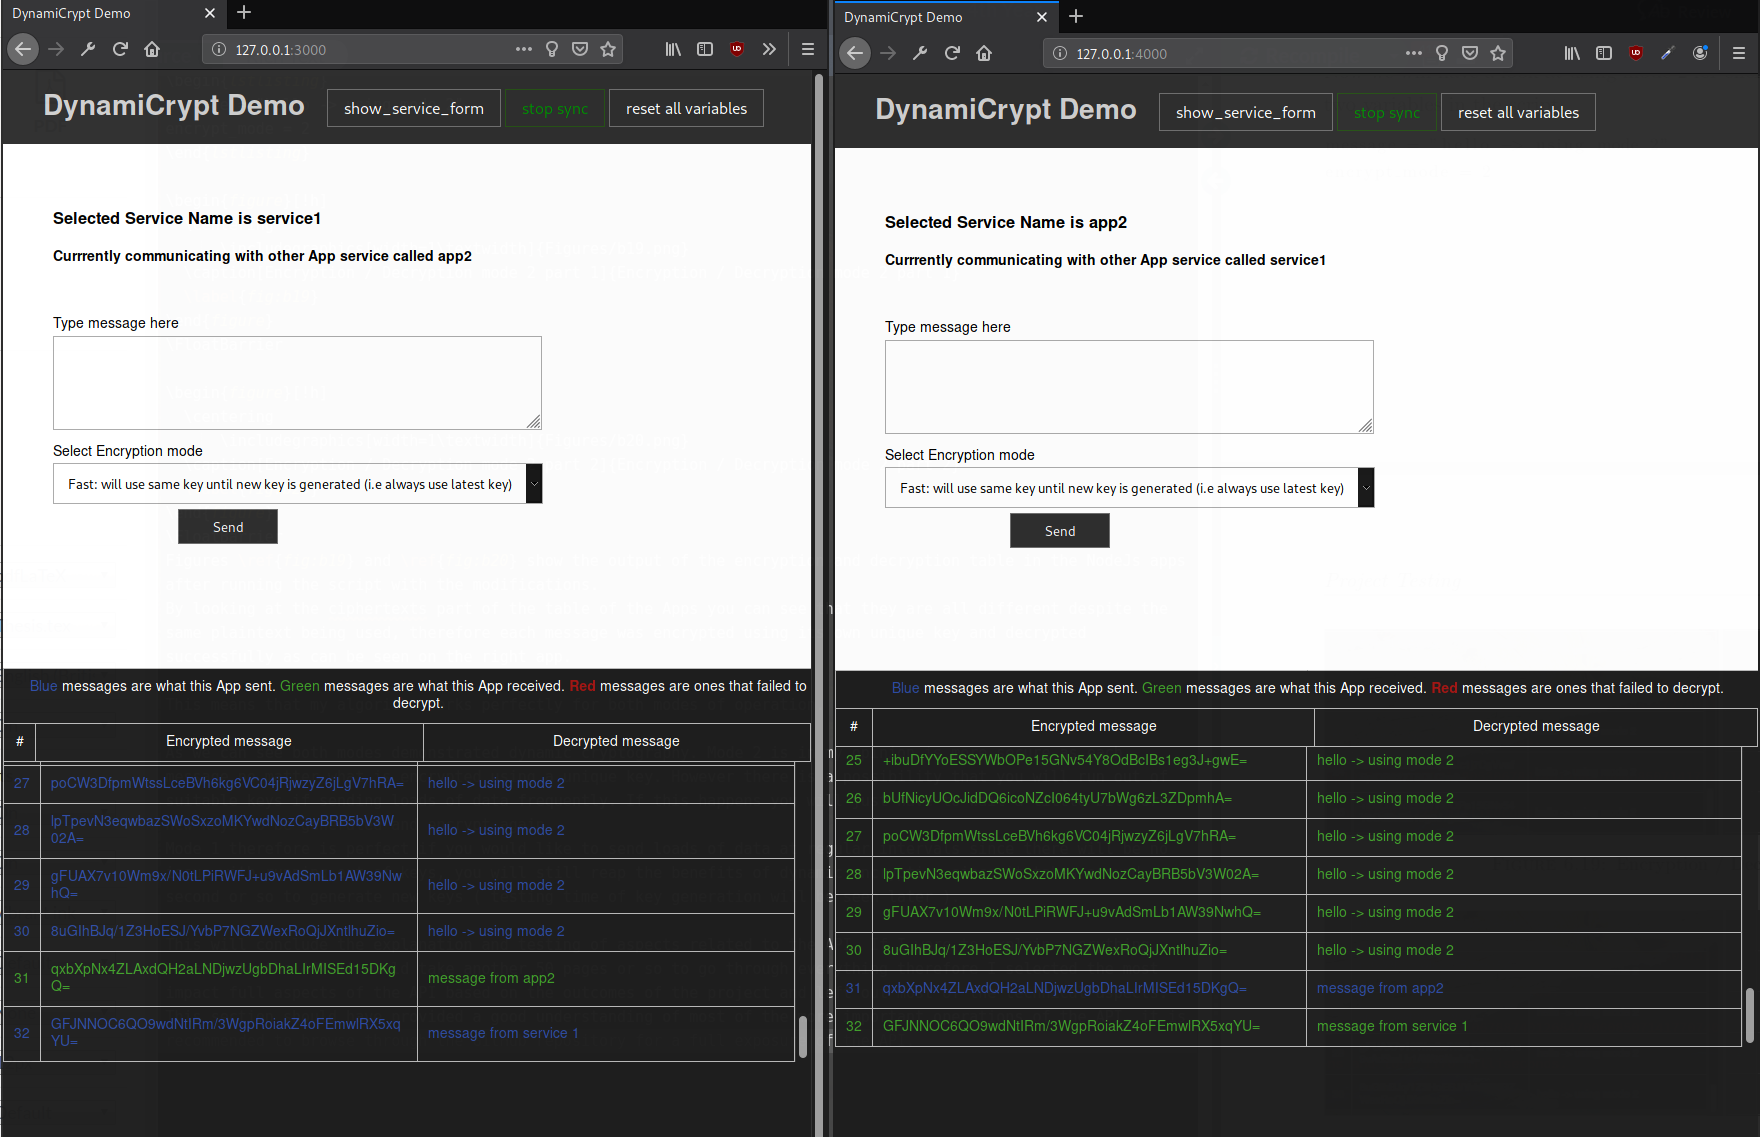 DynamiCrypt Demo
127.0.0.1:3000
DynamiCrypt Demo
show_service_form
stop sync
reset all variables
Selected Service Name is service1
Currrently communicating with other App service called app2
Type message here
Select Encryption mode
Fast: will use same key until new key is generated (i.e always use latest key)
Send
Blue messages are what this App sent. Green messages are what this App received. Red messages are ones that failed to
decrypt.
# Encrypted message Decrypted message
27 poCW3DfpmWtssLceBVh6kg6VC04jRjwzyZ6jLgV7hRA= hello -> using mode 2
28 lpTpevN3eqwbazSWoSxzoMKYwdNozCayBRB5bV3W
02A= hello -> using mode 2
29 gFUAX7v10Wm9x/N0tLPiRWFJ+u9vAdSmLb1AW39Nw
hQ= hello -> using mode 2
30 8uGIhBJq/1Z3HoESJ/YvbP7NGZWexRoQjJXntlhuZio= hello -> using mode 2
31 qxbXpNx4ZLAxdQH2aLNDjwzUgbDhaLIrMISEd15DKg
Q= message from app2
32 GFJNNOC6QO9wdNtIRm/3WgpRoiakZ4oFEmwlRX5xq
YU= message from service 1
DynamiCrypt Demo
127.0.0.1:4000
DynamiCrypt Demo
show_service_form
stop sync
reset all variables
Selected Service Name is app2
Currrently communicating with other App service called service1
Type message here
Select Encryption mode
Fast: will use same key until new key is generated (i.e always use latest key)
Send
Blue messages are what this App sent. Green messages are what this App received. Red messages are ones that failed to decrypt.
# Encrypted message Decrypted message
25 +ibuDfYYoESSYWbOPe15GNv54Y8OdBcIBs1eg3J+gwE= hello -> using mode 2
26 bUfNicyUOcJidDQ6icoNZcI064tyU7bWg6zL3ZDpmhA= hello -> using mode 2
27 poCW3DfpmWtssLceBVh6kg6VC04jRjwzyZ6jLgV7hRA= hello -> using mode 2
28 lpTpevN3eqwbazSWoSxzoMKYwdNozCayBRB5bV3W02A= hello -> using mode 2
29 gFUAX7v10Wm9x/N0tLPiRWFJ+u9vAdSmLb1AW39NwhQ= hello -> using mode 2
30 8uGIhBJq/1Z3HoESJ/YvbP7NGZWexRoQjJXntlhuZio= hello -> using mode 2
31 qxbXpNx4ZLAxdQH2aLNDjwzUgbDhaLIrMISEd15DKgQ= message from app2
32 GFJNNOC6QO9wdNtIRm/3WgpRoiakZ4oFEmwlRX5xqYU= message from service 1